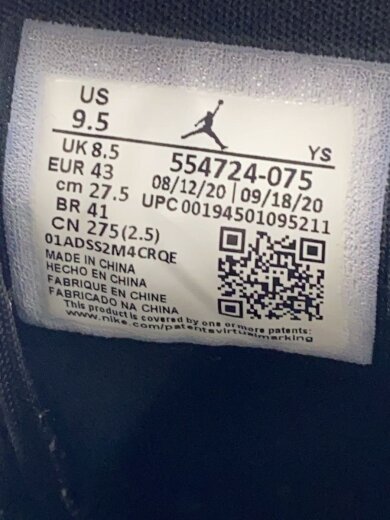 US
9.5
YS
UK 8.5
EUR 43
cm 27.5
BR 41
CN 275(2.5)
554724-075
08/12/20 | 09/18/20
UPC 00194501095211
01ADSS2M4CRQE
MADE IN CHINA
HECHO EN CHINA
FABRIQUE EN CHINE
FABRICADO NA CHINA
This product is covered by one or more patents:
www.nike.com/patentsvirtualmarking